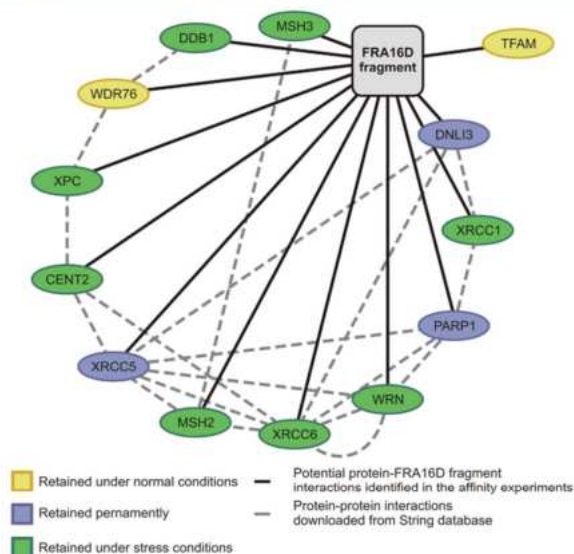 MSH3
DDB1
FRA16D
fragment
TFAM
WDR76
DNLI3
XPC
XRCC1
CENT2
PARP1
XRCC5
WRN
MSH2
XRCC6
Retained under normal conditions
Potential protein-FRA16D fragment
interactions identified in the affinity experiments
Retained pernamently
Protein-protein interactions
downloaded from String database
Retained under stress conditions